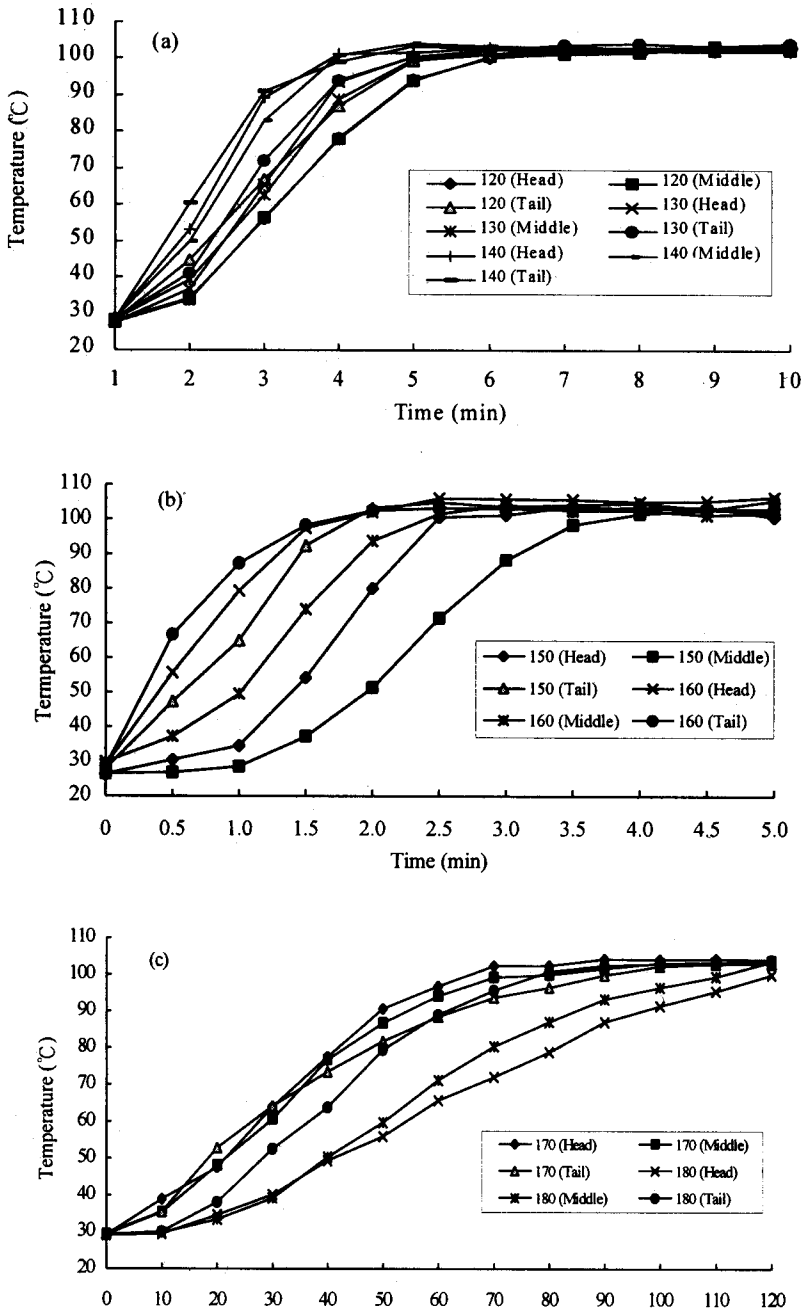 (a)
110
100
90
80
70
60
50
40
30
20
Temperature (℃)
120 (Head)
120 (Middle)
120 (Tail)
130 (Head)
130 (Middle)
130 (Tail)
140 (Head)
140 (Middle)
140 (Tail)
1 2 3 4 5 6 7 8 9 10
Time (min)
(b)
110
100
90
80
70
60
50
40
30
20
Termperature (℃)
150 (Head)
150 (Middle)
150 (Tail)
160 (Head)
160 (Middle)
160 (Tail)
0 0.5 1.0 1.5 2.0 2.5 3.0 3.5 4.0 4.5 5.0
Time (min)
(c)
110
100
90
80
70
60
50
40
30
20
Temperature (℃)
170 (Head)
170 (Middle)
170 (Tail)
180 (Head)
180 (Middle)
180 (Tail)
0 10 20 30 40 50 60 70 80 90 100 110 120